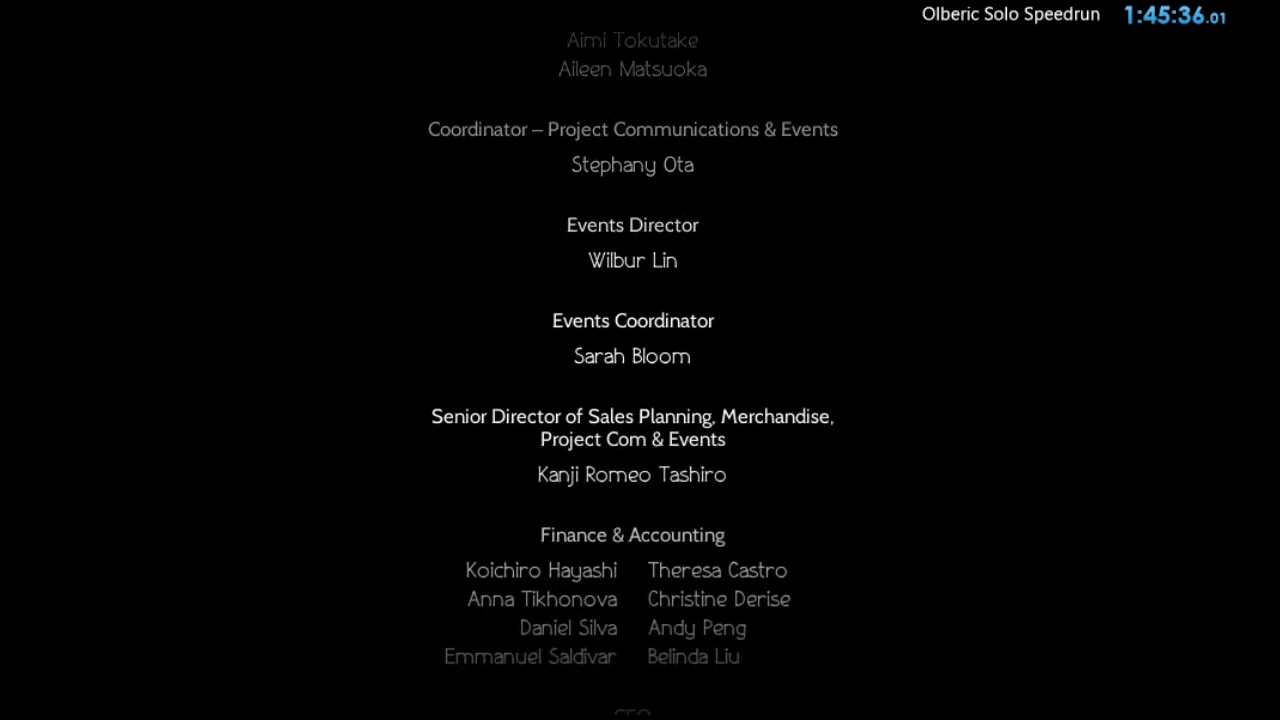 Olberic Solo Speedrun 1:45:36.01
Aimi Tokutake
Aileen Matsuoka
Coordinator – Project Communications & Events
Stephany Ota
Events Director
Wilbur Lin
Events Coordinator
Sarah Bloom
Senior Director of Sales Planning, Merchandise,
Project Com & Events
Kanji Romeo Tashiro
Finance & Accounting
Koichiro Hayashi Theresa Castro
Anna Tikhonova Christine Derise
Daniel Silva Andy Peng
Emmanuel Saldivar Belinda Liu